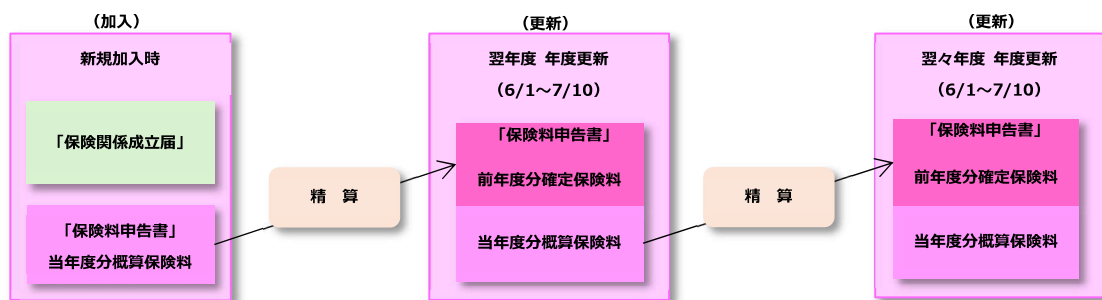 （加入）
新規加入時
「保険関係成立届」
「保険料申告書」
当年度分概算保険料
精　算
（更新）
翌年度 年度更新
（6/1～7/10）
「保険料申告書」
前年度分確定保険料
当年度分概算保険料
精　算
（更新）
翌々年度 年度更新
（6/1～7/10）
「保険料申告書」
前年度分確定保険料
当年度分概算保険料